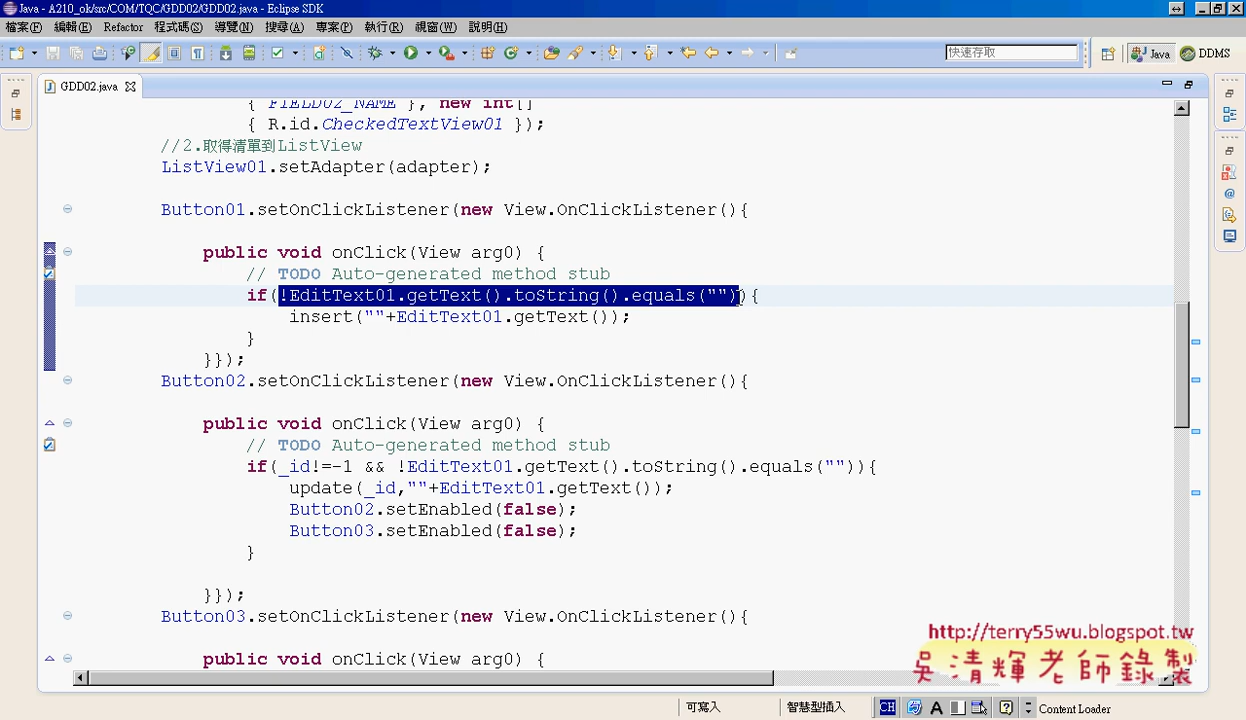 Java - A210_ok/src/COM/TQC/GDD02/GDD02.java - Eclipse SDK
檔案(F) 編輯(E) Refactor 程式碼(S) 導覽(N) 搜尋(A) 專案(P) 執行(R) 視窗(W) 說明(H)
快速存取 Java DDMS
GDD02.java
{ FIELD02_NAME }, new int[]
{ R.id.CheckedTextView01 });
//2.取得清單到ListView
ListView01.setAdapter(adapter);
Button01.setOnClickListener(new View.OnClickListener(){
public void onClick(View arg0) {
// TODO Auto-generated method stub
if(!EditText01.getText().toString().equals("")){
insert(""+EditText01.getText());
}
}});
Button02.setOnClickListener(new View.OnClickListener(){
public void onClick(View arg0) {
// TODO Auto-generated method stub
if(_id!=-1 && !EditText01.getText().toString().equals("")){
update(_id,""+EditText01.getText());
Button02.setEnabled(false);
Button03.setEnabled(false);
}
}});
Button03.setOnClickListener(new View.OnClickListener(){
public void onClick(View arg0) {
http://terry55wu.blogspot.tw
吳清輝老師錄製
可寫入 智慧型插入 CH A Content Loader